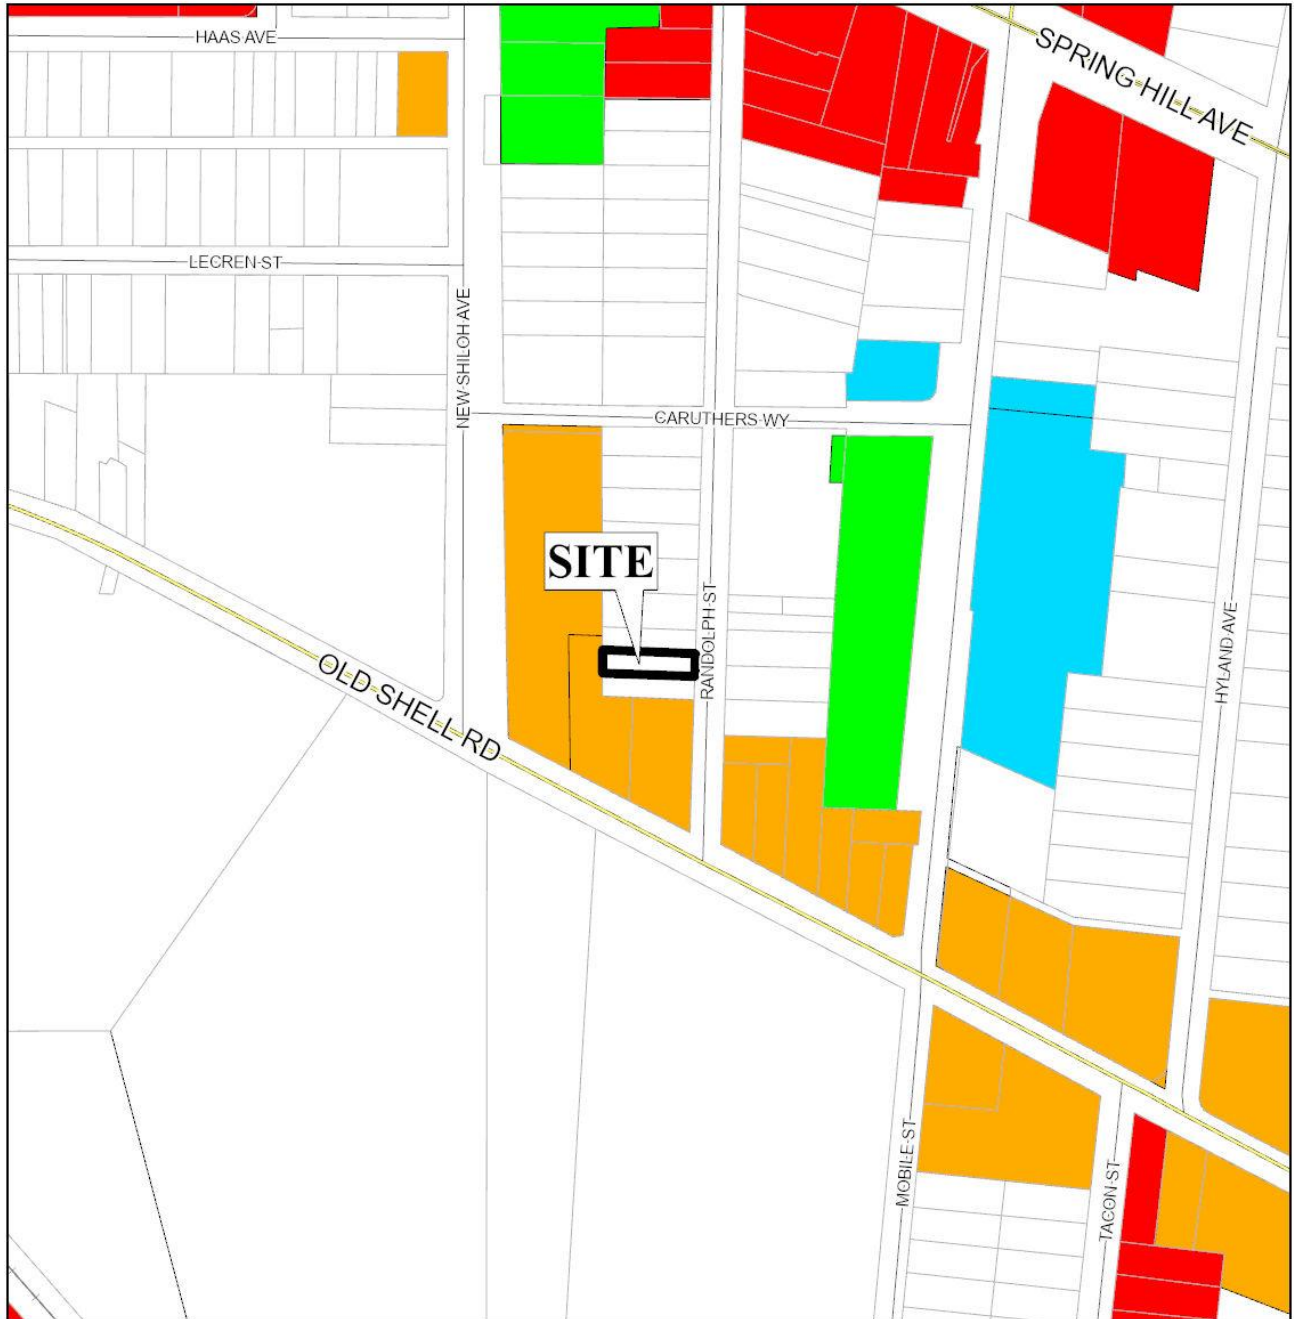 HAAS AVE
SPRING HILL AVE
LECREN ST
NEW SHILOH AVE
CARUTHERS WY
SITE
RANDOLPH ST
HYLAND AVE
OLD SHELL RD
MOBILE ST
TACON ST